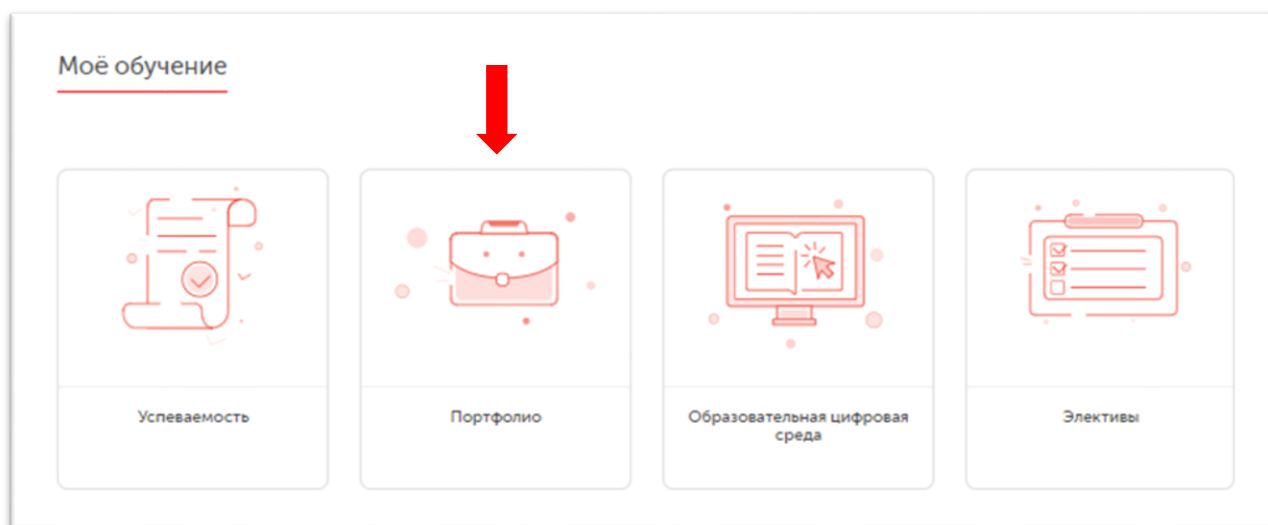 Моё обучение
Успеваемость
Портфолио
Образовательная цифровая
среда
Элективы